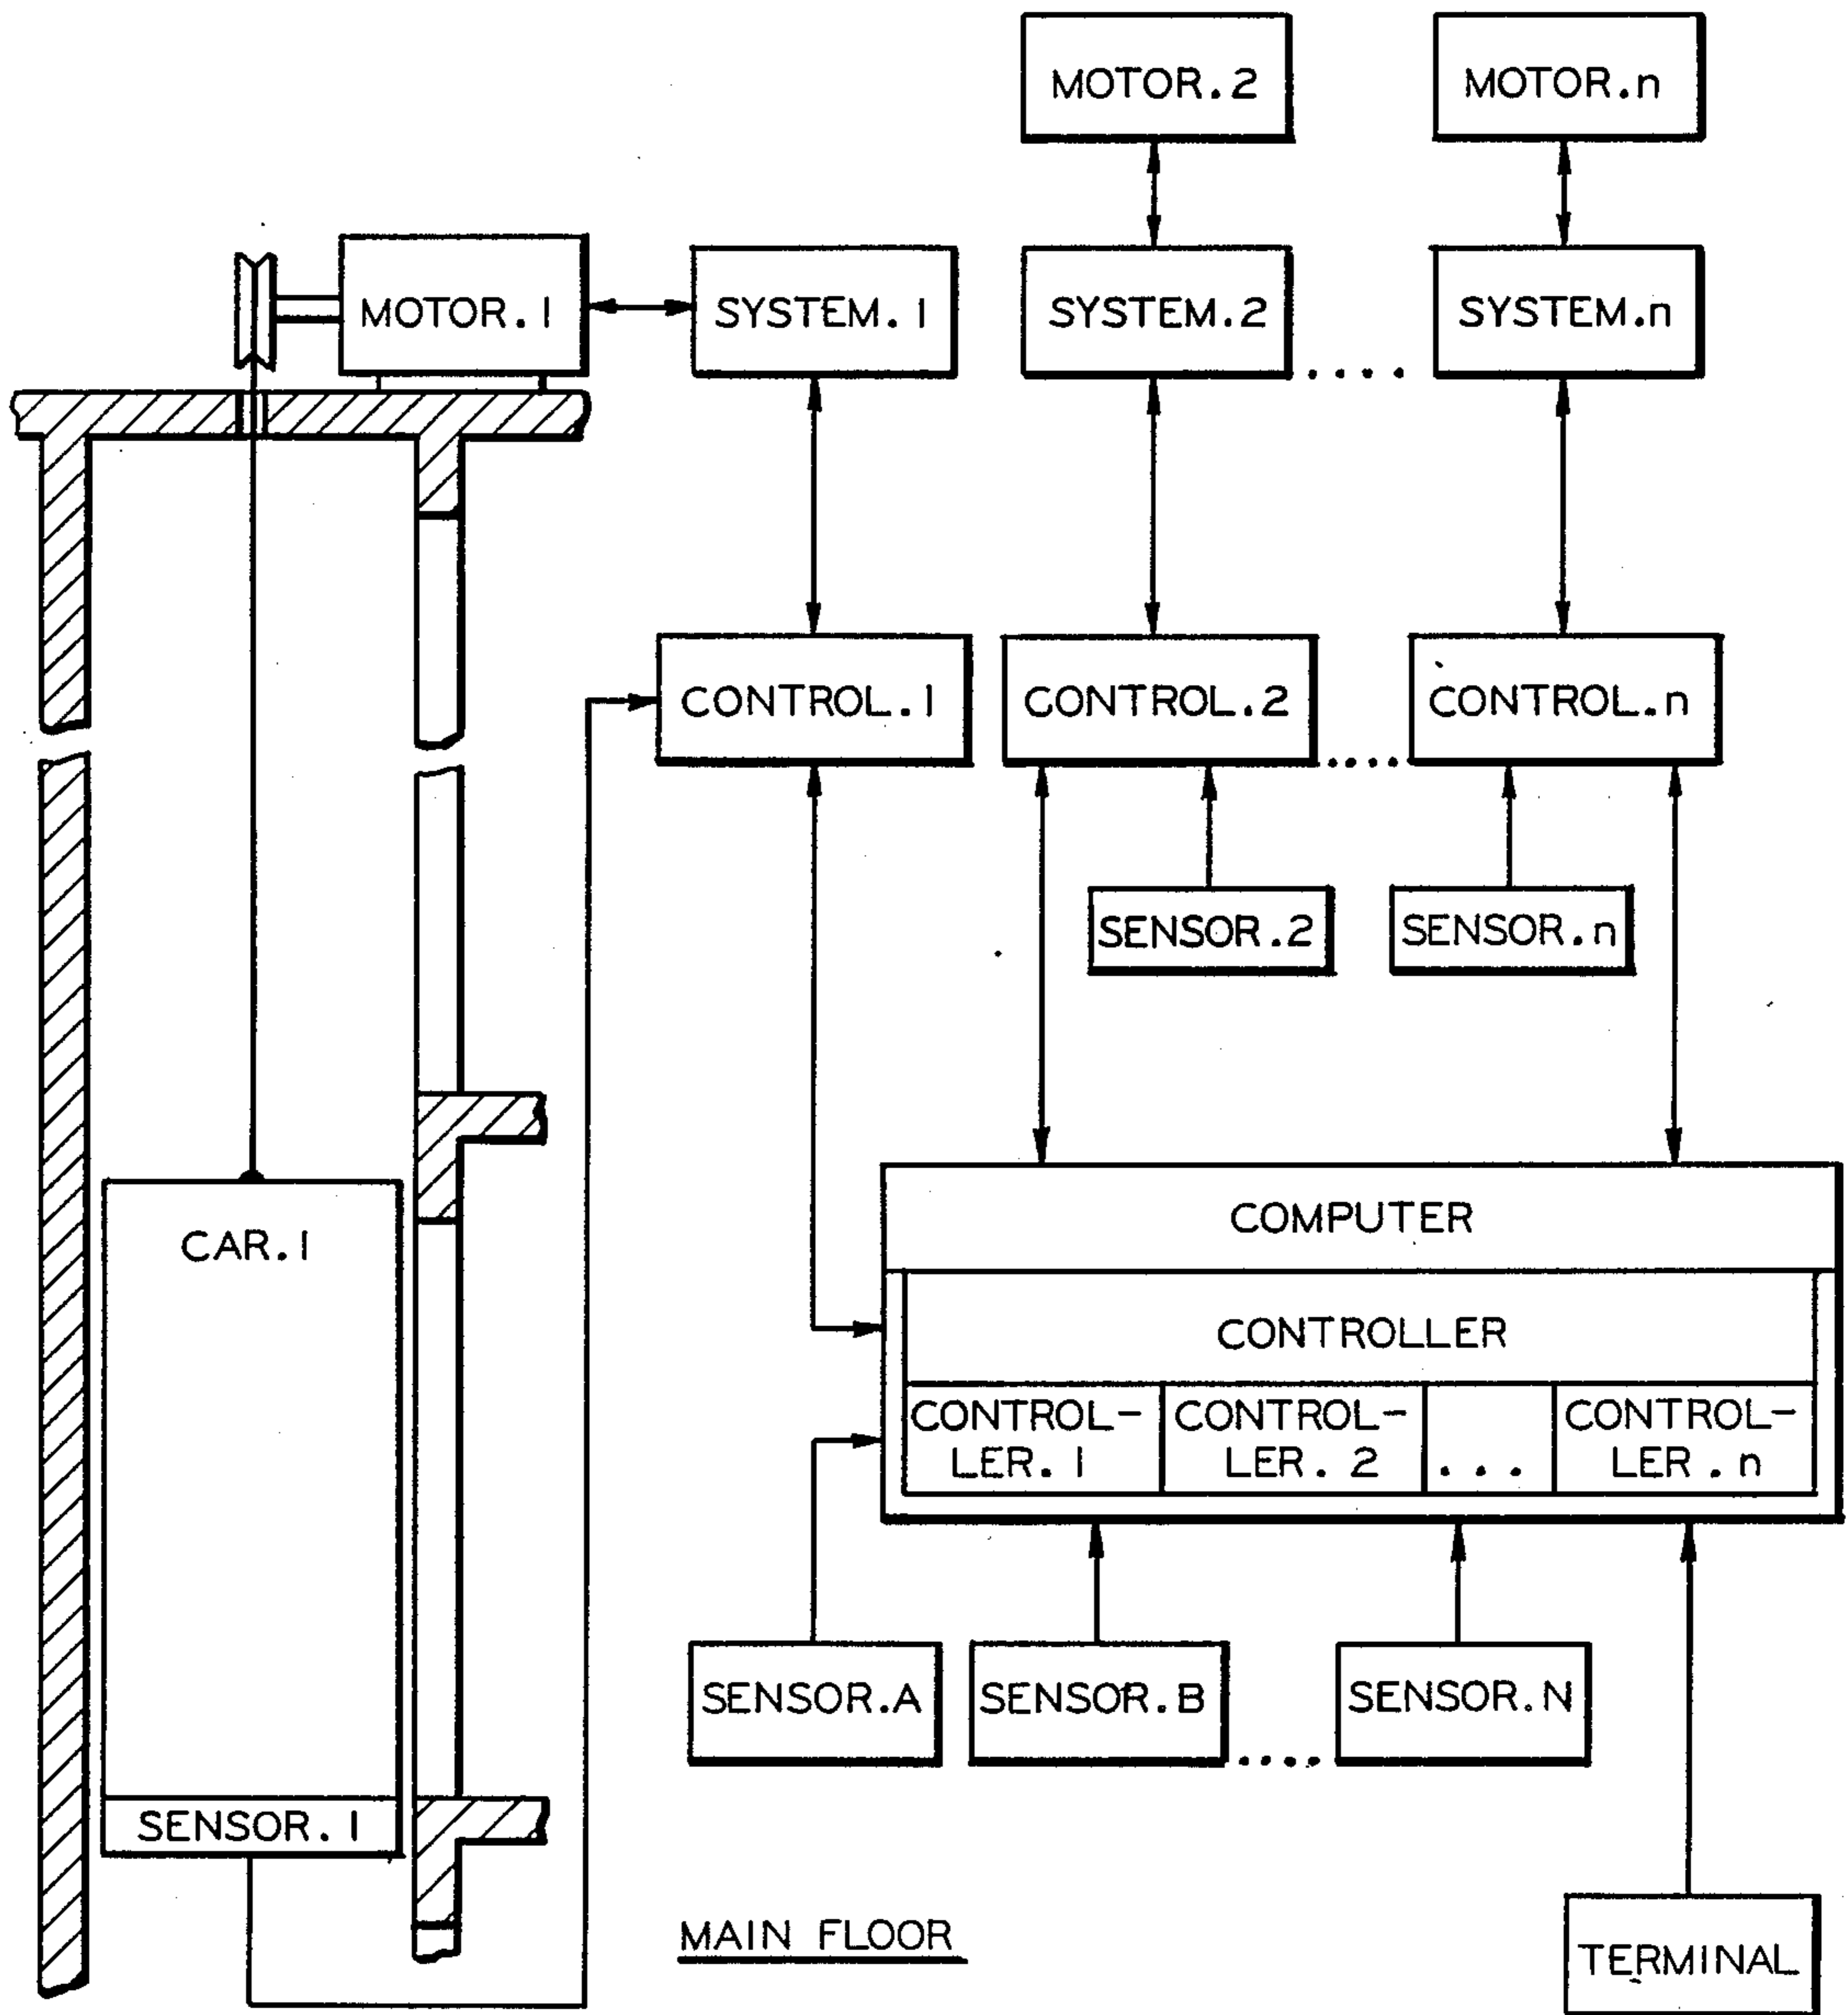 MOTOR.2
MOTOR.n
MOTOR.1
SYSTEM.1
SYSTEM.2
SYSTEM.n
....
CONTROL.1
CONTROL.2
CONTROL.n
.....
SENSOR.2
SENSOR.n
CAR.1
COMPUTER
CONTROLLER
CONTROL-
LER.1
CONTROL-
LER.2
...
CONTROL-
LER.n
SENSOR.A
SENSOR.B
SENSOR.N
.....
SENSOR.1
MAIN FLOOR
TERMINAL